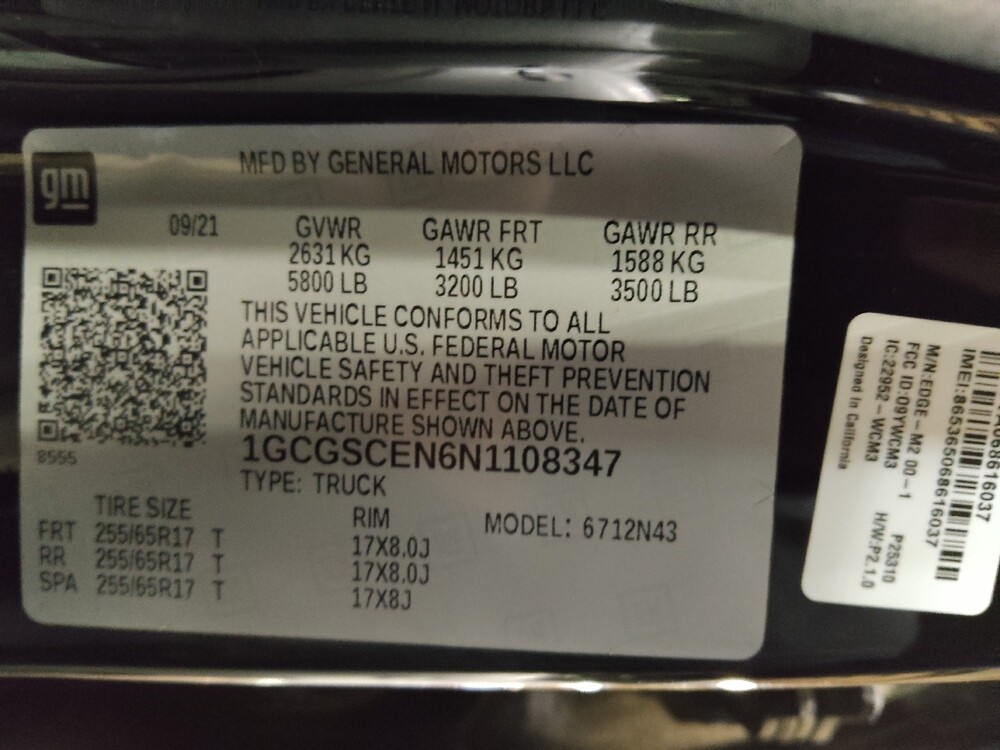 MFD BY GENERAL MOTORS LLC
gm
09/21
GVWR GAWR FRT GAWR RR
2631 KG 1451 KG 1588 KG
5800 LB 3200 LB 3500 LB
THIS VEHICLE CONFORMS TO ALL
APPLICABLE U.S. FEDERAL MOTOR
VEHICLE SAFETY AND THEFT PREVENTION
STANDARDS IN EFFECT ON THE DATE OF
MANUFACTURE SHOWN ABOVE.
8555
1GCGSCEN6N1108347
TYPE: TRUCK
TIRE SIZE RIM MODEL: 6712N43
FRT 255/65R17 T 17X8.0J
RR 255/65R17 T 17X8.0J
SPA 255/65R17 T 17X8J
IMEI:865365068616037
M/N:EDGE-M2 00-1 P25310
FCC ID:09YWCM3 H/W:P2.1.0
IC:22952-WCM3
Designed in California